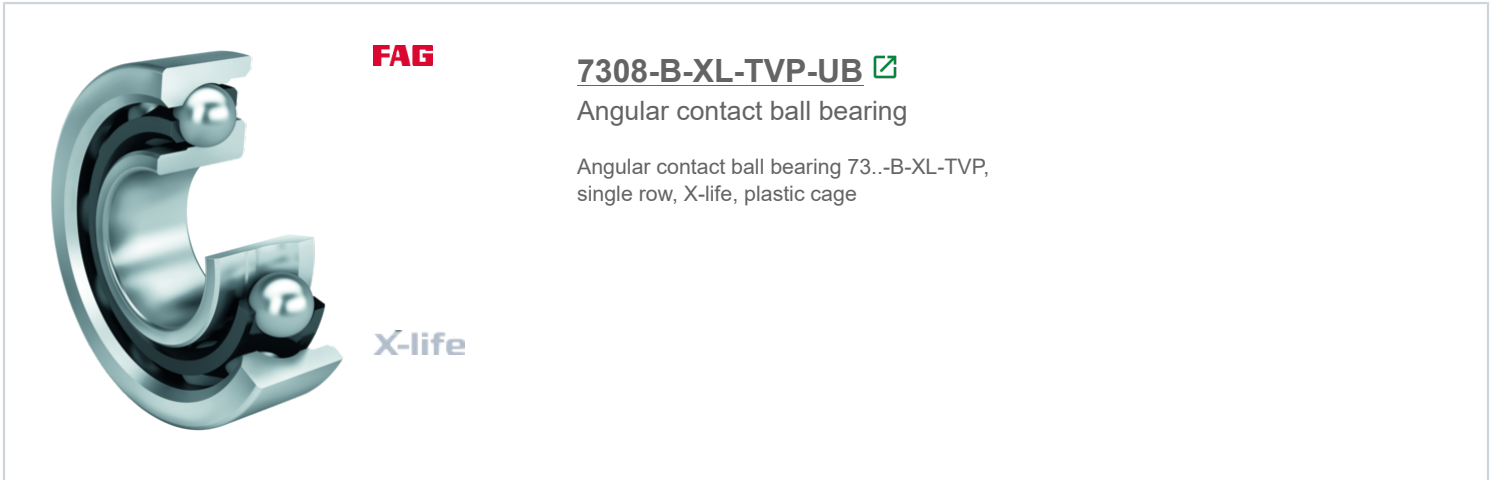 FAG
7308-B-XL-TVP-UB
Angular contact ball bearing
Angular contact ball bearing 73..-B-XL-TVP,
single row, X-life, plastic cage
X-life